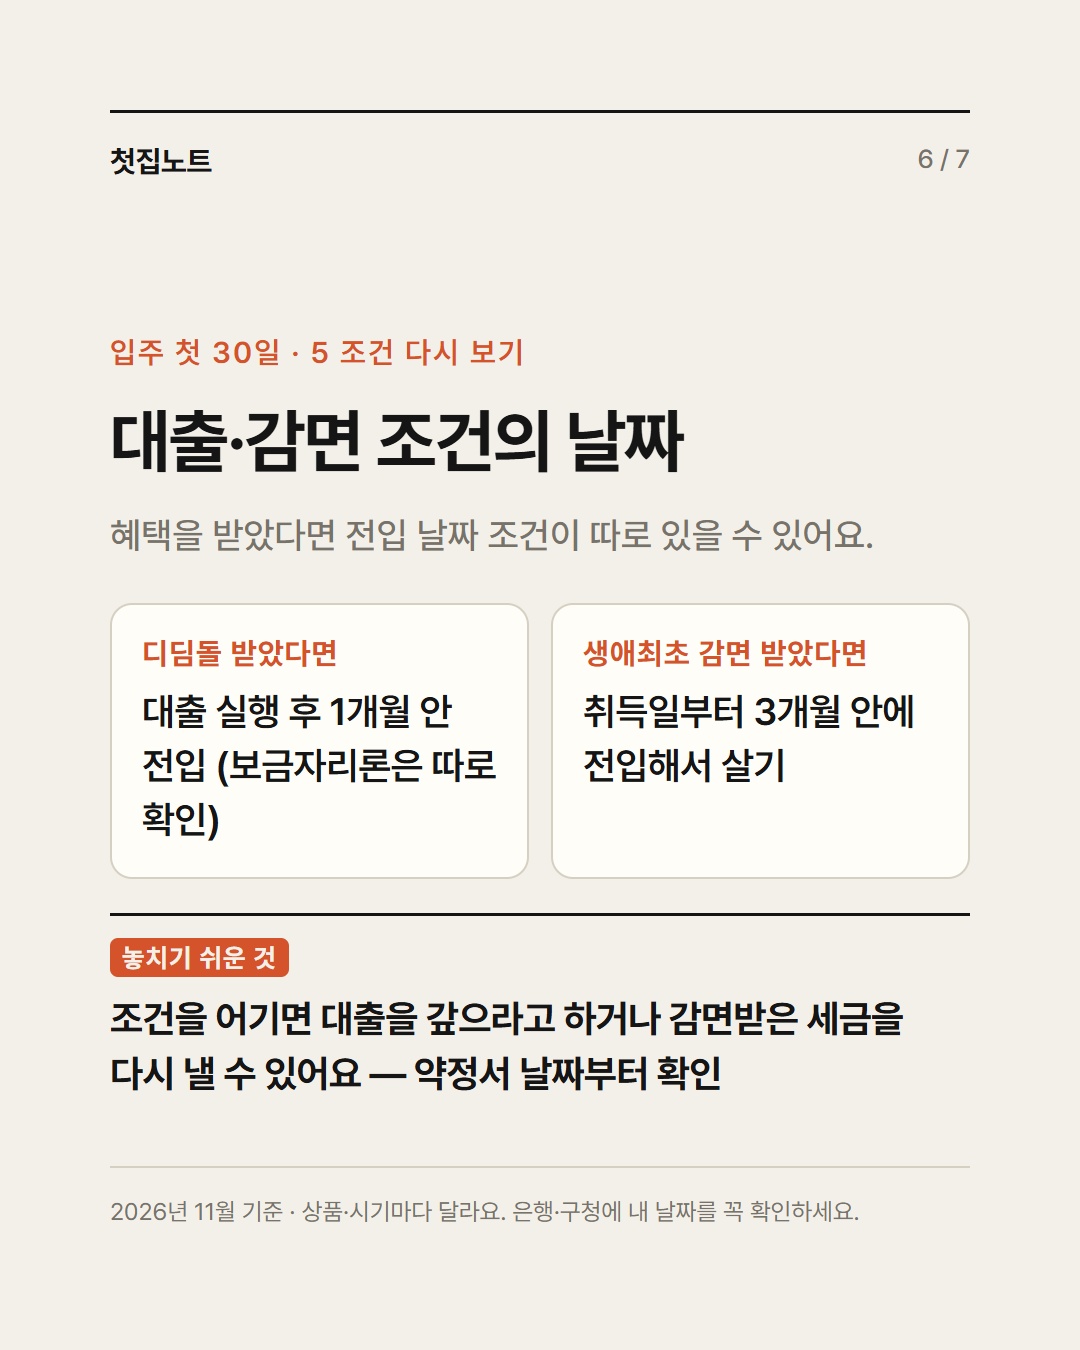 첫집노트
6 / 7
입주 첫 30일 · 5 조건 다시 보기
대출·감면 조건의 날짜
혜택을 받았다면 전입 날짜 조건이 따로 있을 수 있어요.
디딤돌 받았다면
대출 실행 후 1개월 안
전입 (보금자리론은 따로
확인)
생애최초 감면 받았다면
취득일부터 3개월 안에
전입해서 살기
놓치기 쉬운 것
조건을 어기면 대출을 갚으라고 하거나 감면받은 세금을
다시 낼 수 있어요 — 약정서 날짜부터 확인
2026년 11월 기준 · 상품·시기마다 달라요. 은행·구청에 내 날짜를 꼭 확인하세요.